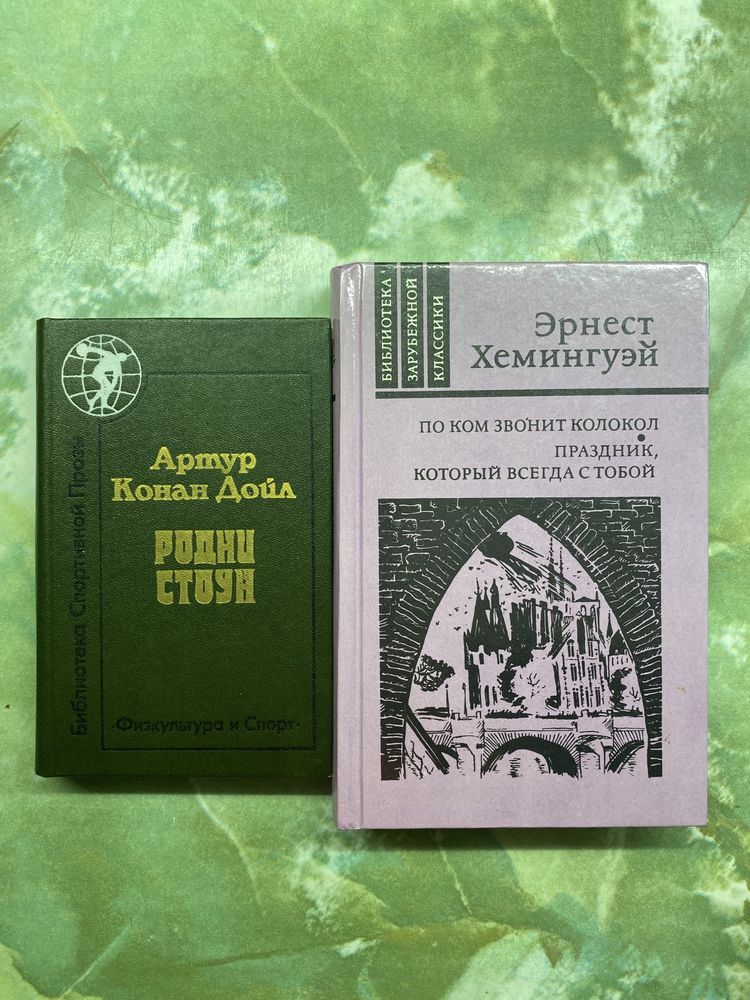 Артур
Конан Дойл
РОДНИ
СТОУН
Библиотека Спортивной Прозы
·Физкультура и Спорт·
БИБЛИОТЕКА
ЗАРУБЕЖНОЙ
КЛАССИКИ
Эрнест
Хемингуэй
ПО КОМ ЗВОНИТ КОЛОКОЛ
ПРАЗДНИК,
КОТОРЫЙ ВСЕГДА С ТОБОЙ